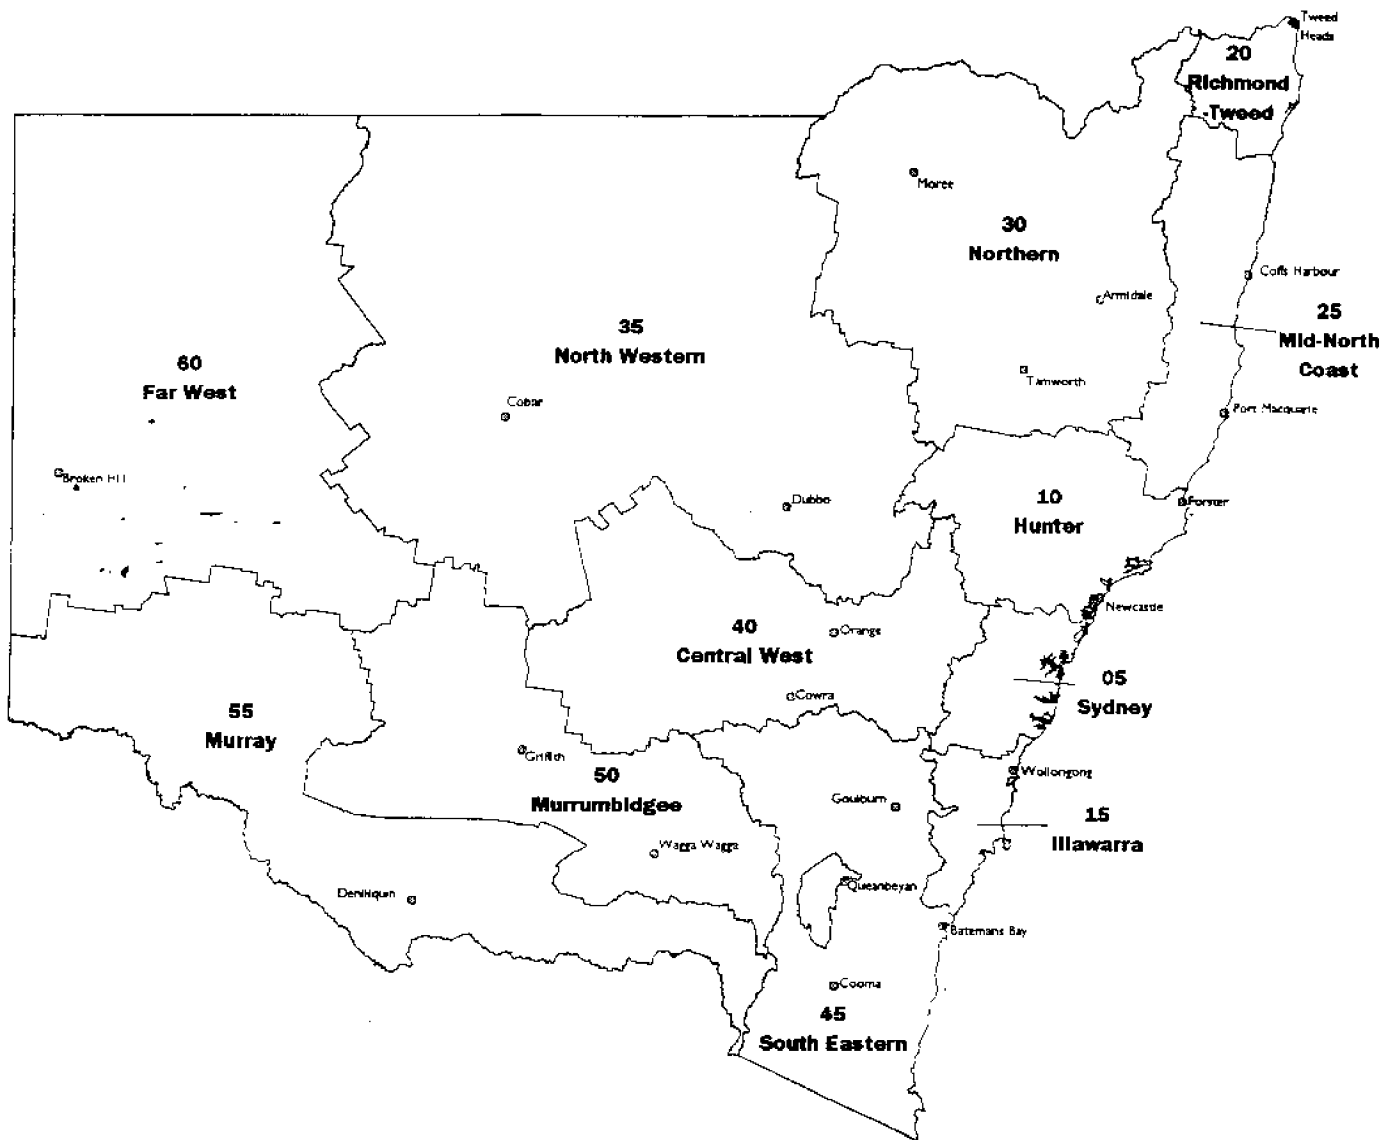 Tweed
Heads
20
Richmond
-Tweed
Moree
30
Northern
Coffs Harbour
Armidale
25
Mid-North
Coast
35
North Western
60
Far West
Tamworth
Cobar
Port Macquarie
Broken Hill
Dubbo
10
Hunter
Forster
Newcastle
40
Central West
Orange
05
Sydney
Cowra
55
Murray
Griffith
50
Murrumbidgee
Wollongong
Goulburn
15
Illawarra
Wagga Wagga
Queanbeyan
Deniliquin
Batemans Bay
Cooma
45
South Eastern